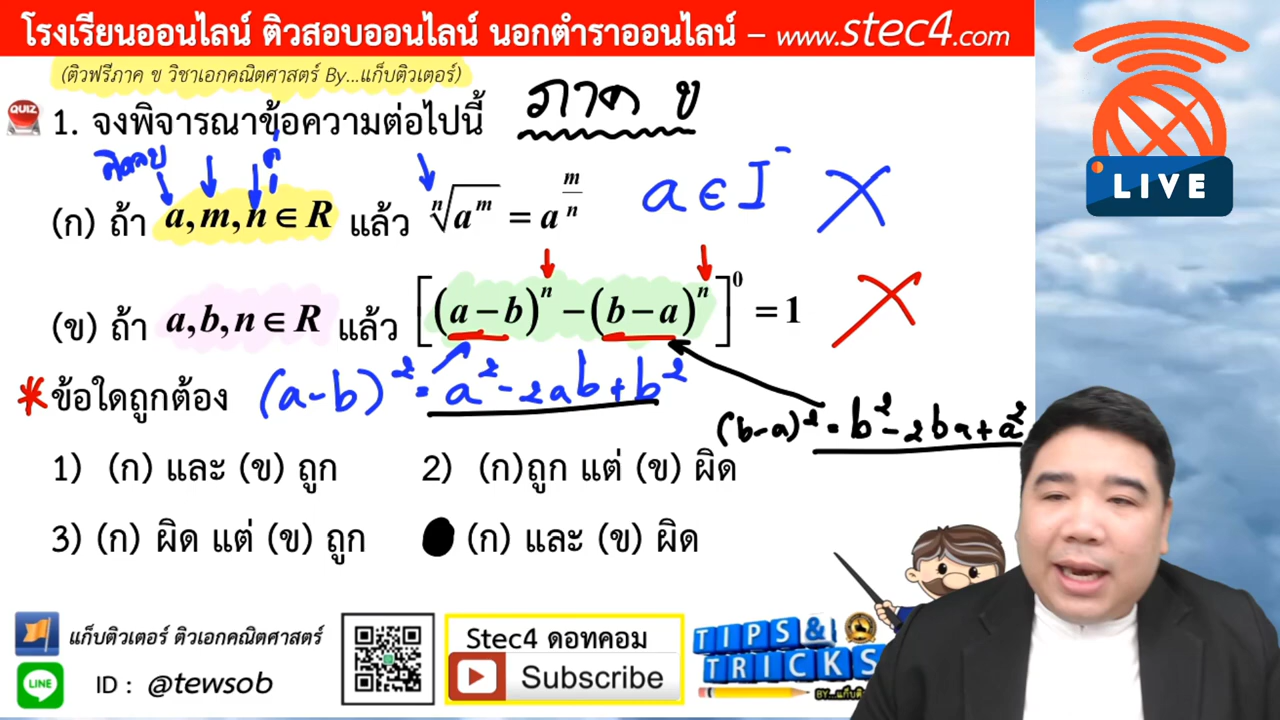 โรงเรียนออนไลน์ ติวสอบออนไลน์ นอกตำราออนไลน์ – www.stec4.com
(ติวฟรีภาค ข วิชาเอกคณิตศาสตร์ By...แก็บติวเตอร์)
ภาค ข
QUIZ
1. จงพิจารณาข้อความต่อไปนี้
ติดลบ
คู่
LIVE
(ก) ถ้า a, m, n ∈ R แล้ว ⁿ√aᵐ = a^(m/n) a ∈ I⁻ X
(ข) ถ้า a, b, n ∈ R แล้ว [(a – b)ⁿ – (b – a)ⁿ]⁰ = 1 X
* ข้อใดถูกต้อง (a-b)² = a² - 2ab + b²
(b-a)² = b² - 2ba + a²
1) (ก) และ (ข) ถูก 2) (ก)ถูก แต่ (ข) ผิด
3) (ก) ผิด แต่ (ข) ถูก (ก) และ (ข) ผิด
แก็บติวเตอร์ ติวเอกคณิตศาสตร์
LINE ID : @tewsob
Stec4 ดอทคอม
Subscribe
TIPS &
TRICKS